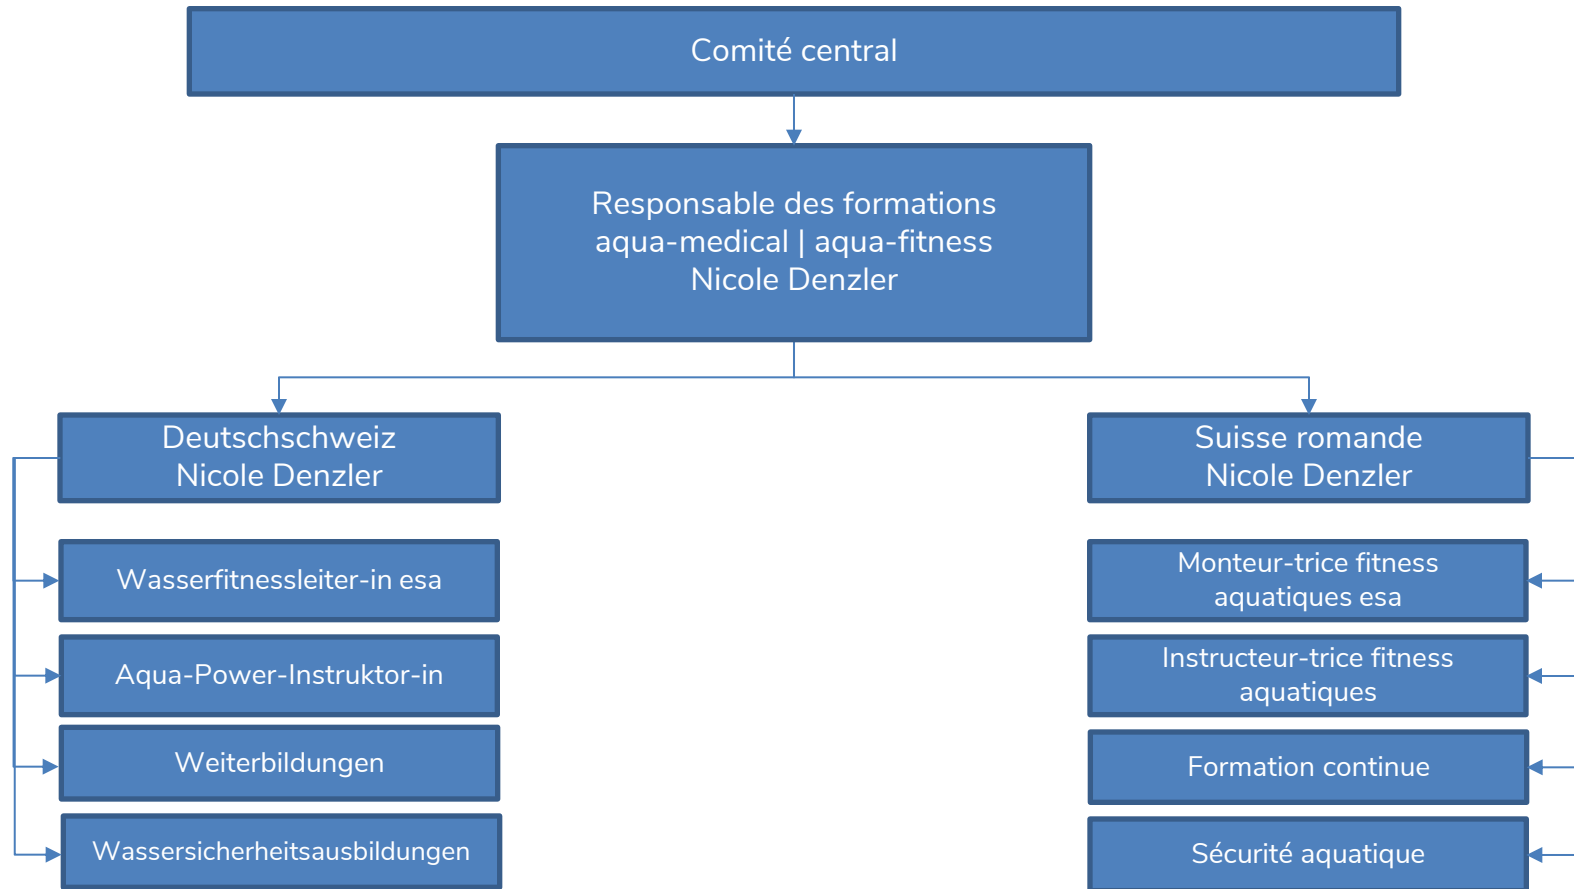 Comité central
Responsable des formations
aqua-medical | aqua-fitness
Nicole Denzler
Deutschschweiz
Nicole Denzler
Wasserfitnessleiter-in esa
Aqua-Power-Instruktor-in
Weiterbildungen
Wassersicherheitsausbildungen
Suisse romande
Nicole Denzler
Monteur-trice fitness
aquatiques esa
Instructeur-trice fitness
aquatiques
Formation continue
Sécurité aquatique